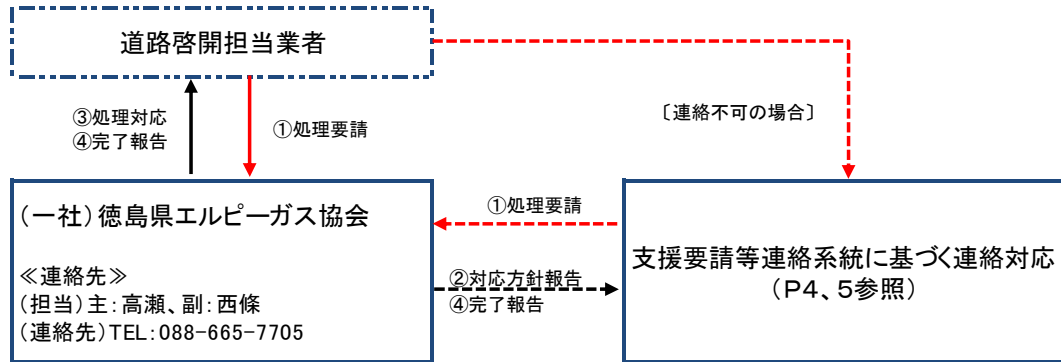 道路啓開担当業者
③処理対応
④完了報告
①処理要請
〔連絡不可の場合〕
（一社）徳島県エルピーガス協会
≪連絡先≫
（担当）主：高瀬、副：西條
（連絡先）TEL：088-665-7705
①処理要請
②対応方針報告
④完了報告
支援要請等連絡系統に基づく連絡対応
（P4、5参照）